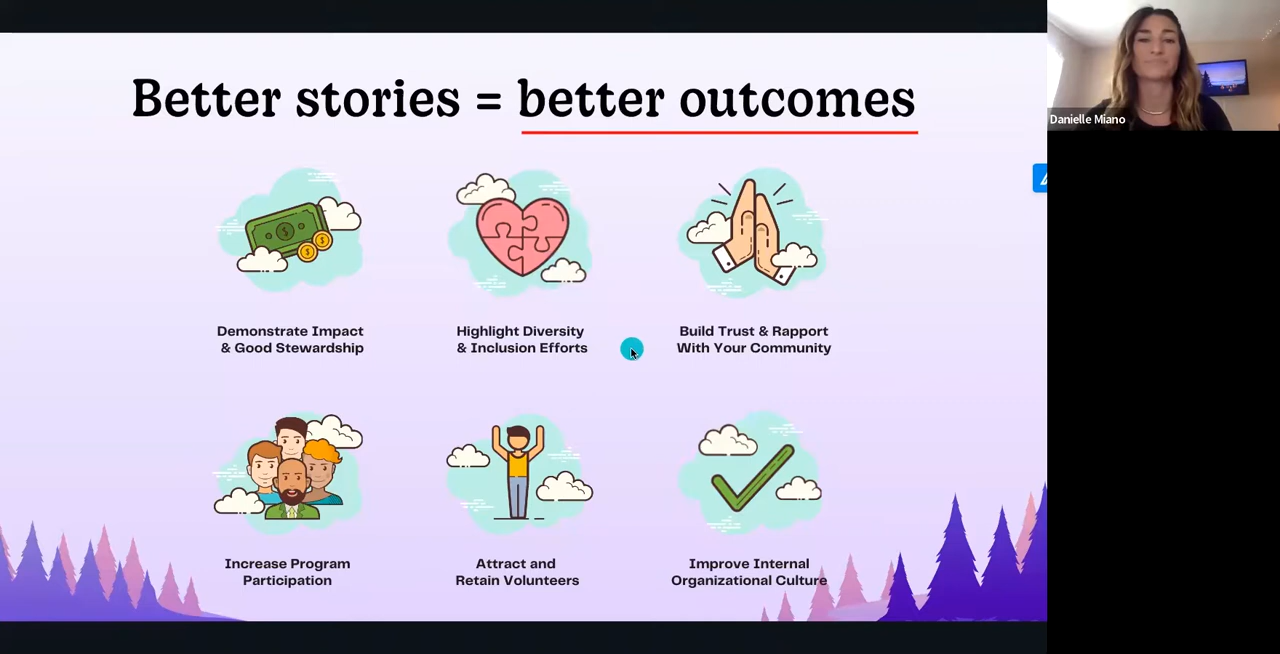 Better stories = better outcomes
Danielle Miano
Demonstrate Impact
& Good Stewardship
Highlight Diversity
& Inclusion Efforts
Build Trust & Rapport
With Your Community
Increase Program
Participation
Attract and
Retain Volunteers
Improve Internal
Organizational Culture